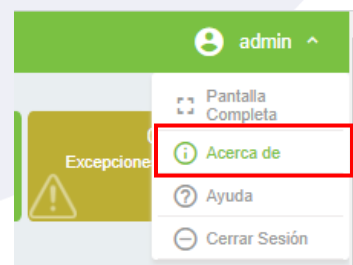 admin
Pantalla
Completa
Excepcione
Acerca de
Ayuda
Cerrar Sesión